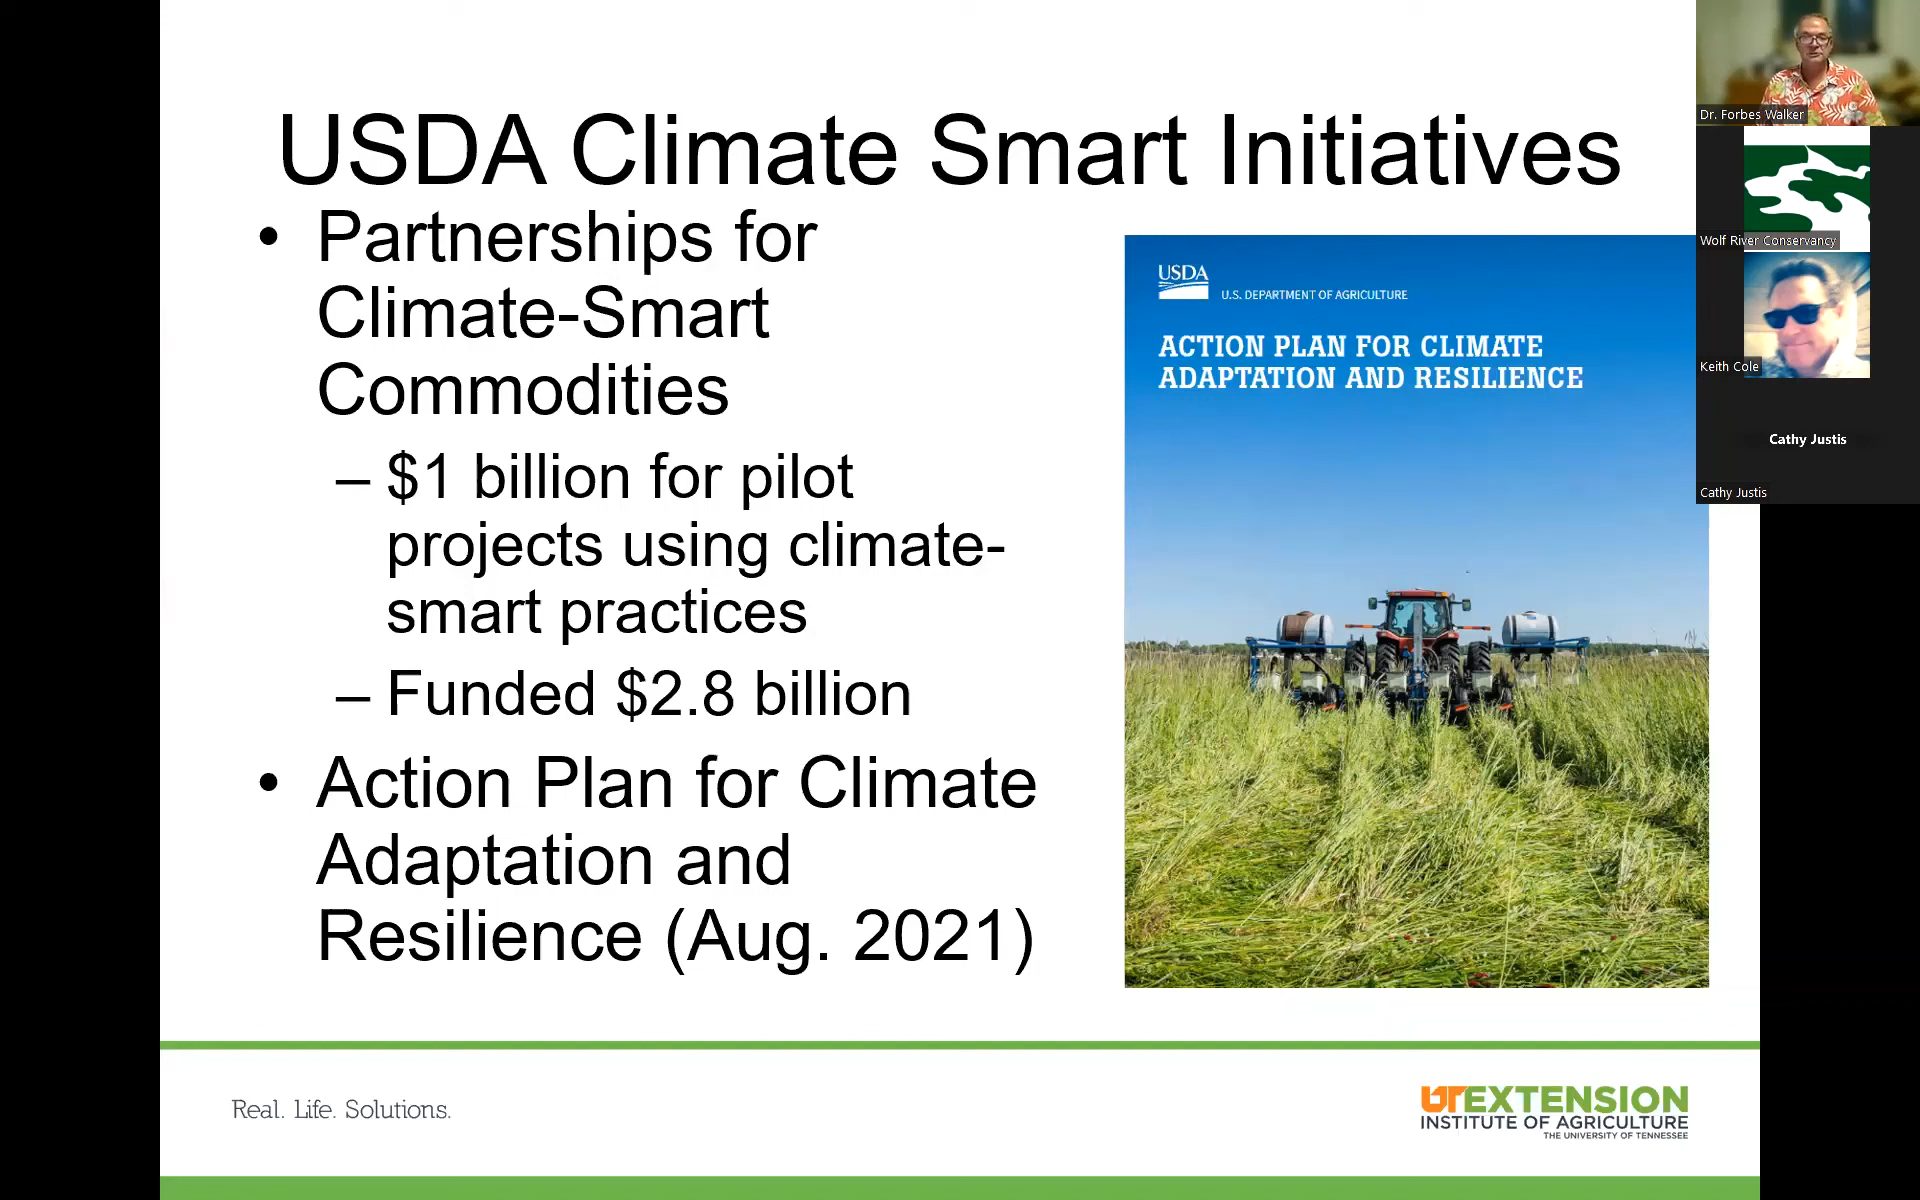 USDA Climate Smart Initiatives
• Partnerships for
Climate-Smart
Commodities
– $1 billion for pilot
projects using climate-
smart practices
– Funded $2.8 billion
• Action Plan for Climate
Adaptation and
Resilience (Aug. 2021)
USDA
U.S. DEPARTMENT OF AGRICULTURE
ACTION PLAN FOR CLIMATE
ADAPTATION AND RESILIENCE
Dr. Forbes Walker
Wolf River Conservancy
Keith Cole
Cathy Justis
Cathy Justis
Real. Life. Solutions.
UTEXTENSION
INSTITUTE OF AGRICULTURE
THE UNIVERSITY OF TENNESSEE